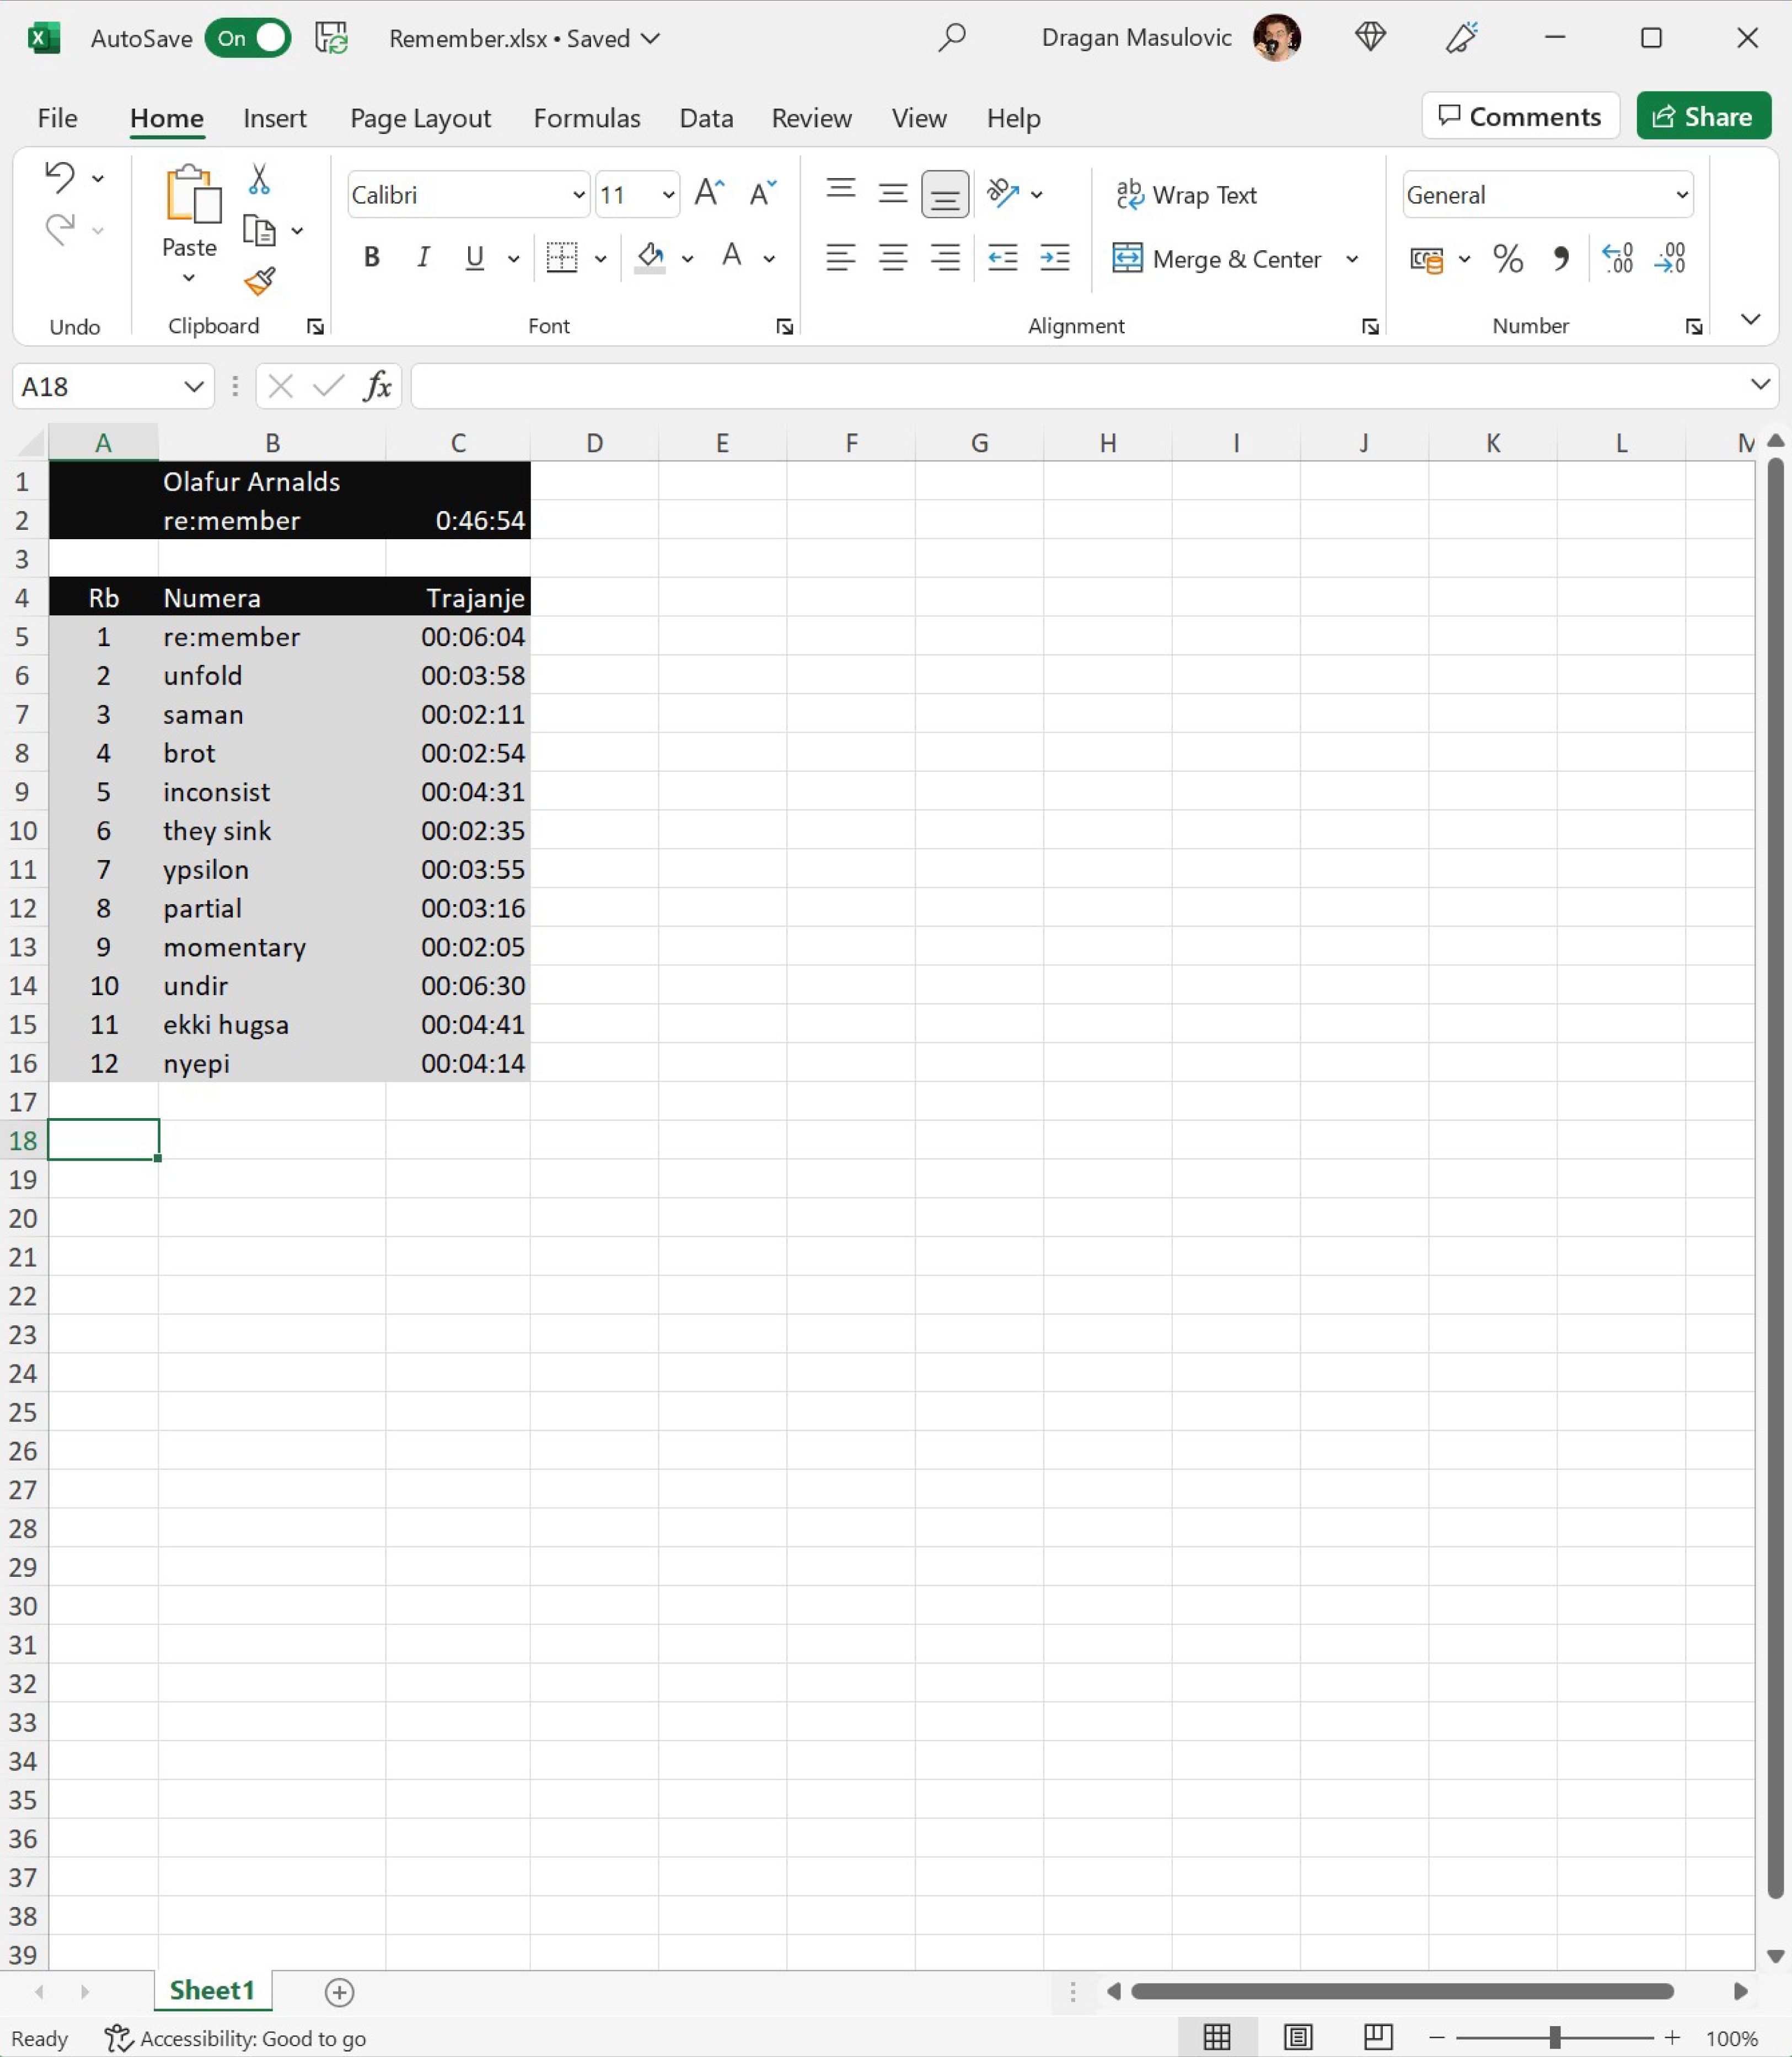 AutoSave On Remember.xlsx • Saved Dragan Masulovic
File Home Insert Page Layout Formulas Data Review View Help Comments Share
Paste Calibri 11 Wrap Text General
B I U A Merge & Center
Undo Clipboard Font Alignment Number
A18 fx
A B C D E F G H I J K L M
1 Olafur Arnalds
2 re:member 0:46:54
3
4 Rb Numera Trajanje
5 1 re:member 00:06:04
6 2 unfold 00:03:58
7 3 saman 00:02:11
8 4 brot 00:02:54
9 5 inconsist 00:04:31
10 6 they sink 00:02:35
11 7 ypsilon 00:03:55
12 8 partial 00:03:16
13 9 momentary 00:02:05
14 10 undir 00:06:30
15 11 ekki hugsa 00:04:41
16 12 nyepi 00:04:14
17
18
19
20
21
22
23
24
25
26
27
28
29
30
31
32
33
34
35
36
37
38
39
Sheet1
Ready Accessibility: Good to go 100%